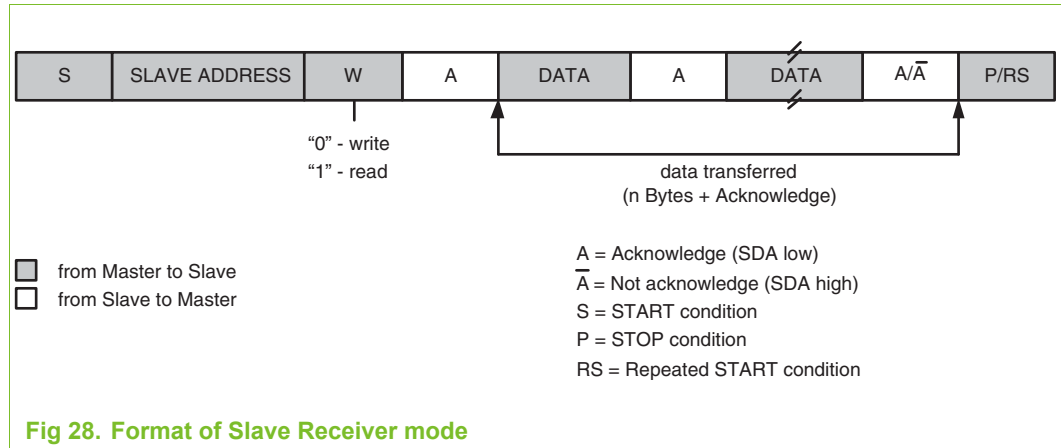 S SLAVE ADDRESS W A DATA A DATA A/A̅ P/RS
“0” - write
“1” - read
data transferred
(n Bytes + Acknowledge)
from Master to Slave
from Slave to Master
A = Acknowledge (SDA low)
A̅ = Not acknowledge (SDA high)
S = START condition
P = STOP condition
RS = Repeated START condition
Fig 28. Format of Slave Receiver mode